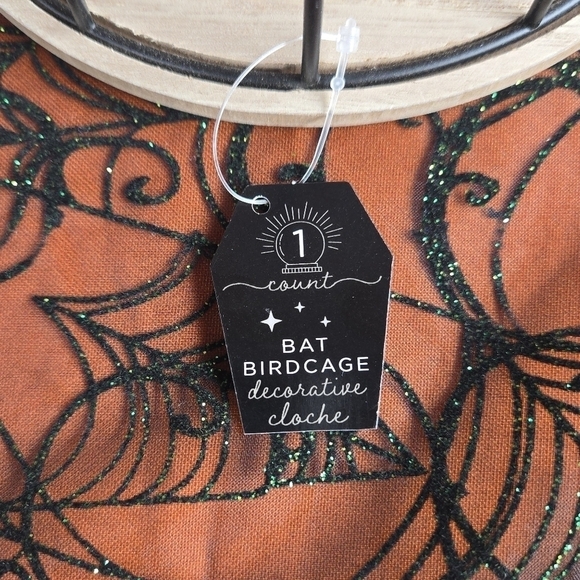 1
count
BAT
BIRDCAGE
decorative
cloche